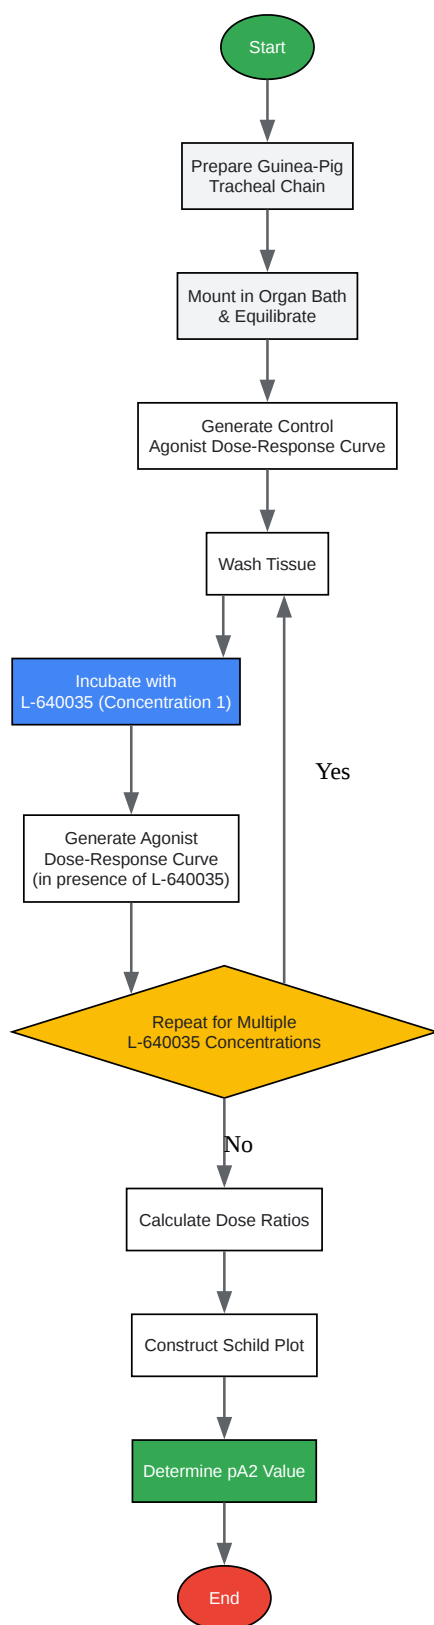 Start
Prepare Guinea-Pig
Tracheal Chain
Mount in Organ Bath
& Equilibrate
Generate Control
Agonist Dose-Response Curve
Wash Tissue
Incubate with
L-640035 (Concentration 1)
Yes
Generate Agonist
Dose-Response Curve
(in presence of L-640035)
Repeat for Multiple
L-640035 Concentrations
No
Calculate Dose Ratios
Construct Schild Plot
Determine pA2 Value
End